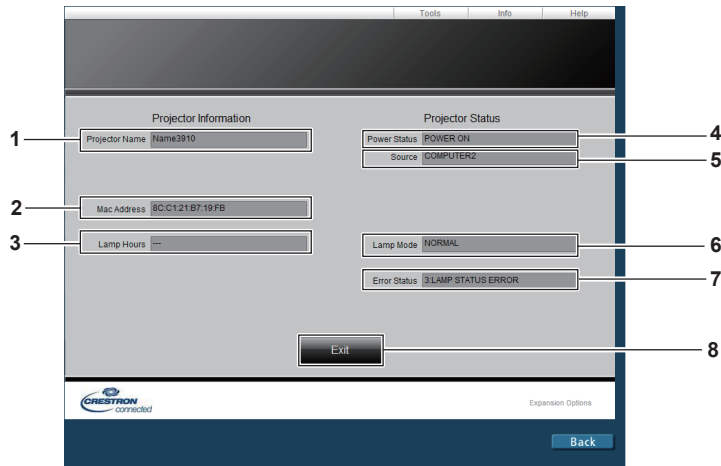 Tools Info Help
Projector Information Projector Status
1 Projector Name Name3910 Power Status POWER ON 4
Source COMPUTER2 5
2 Mac Address 8C:C1:21:B7:19:FB
3 Lamp Hours --- Lamp Mode NORMAL 6
Error Status 3:LAMP STATUS ERROR 7
Exit 8
CRESTRON
connected
Expansion Options
Back